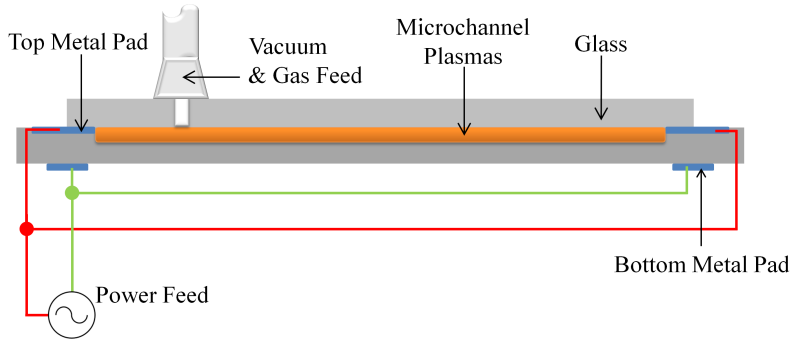 Top Metal Pad
Vacuum
& Gas Feed
Microchannel
Plasmas
Glass
Bottom Metal Pad
Power Feed